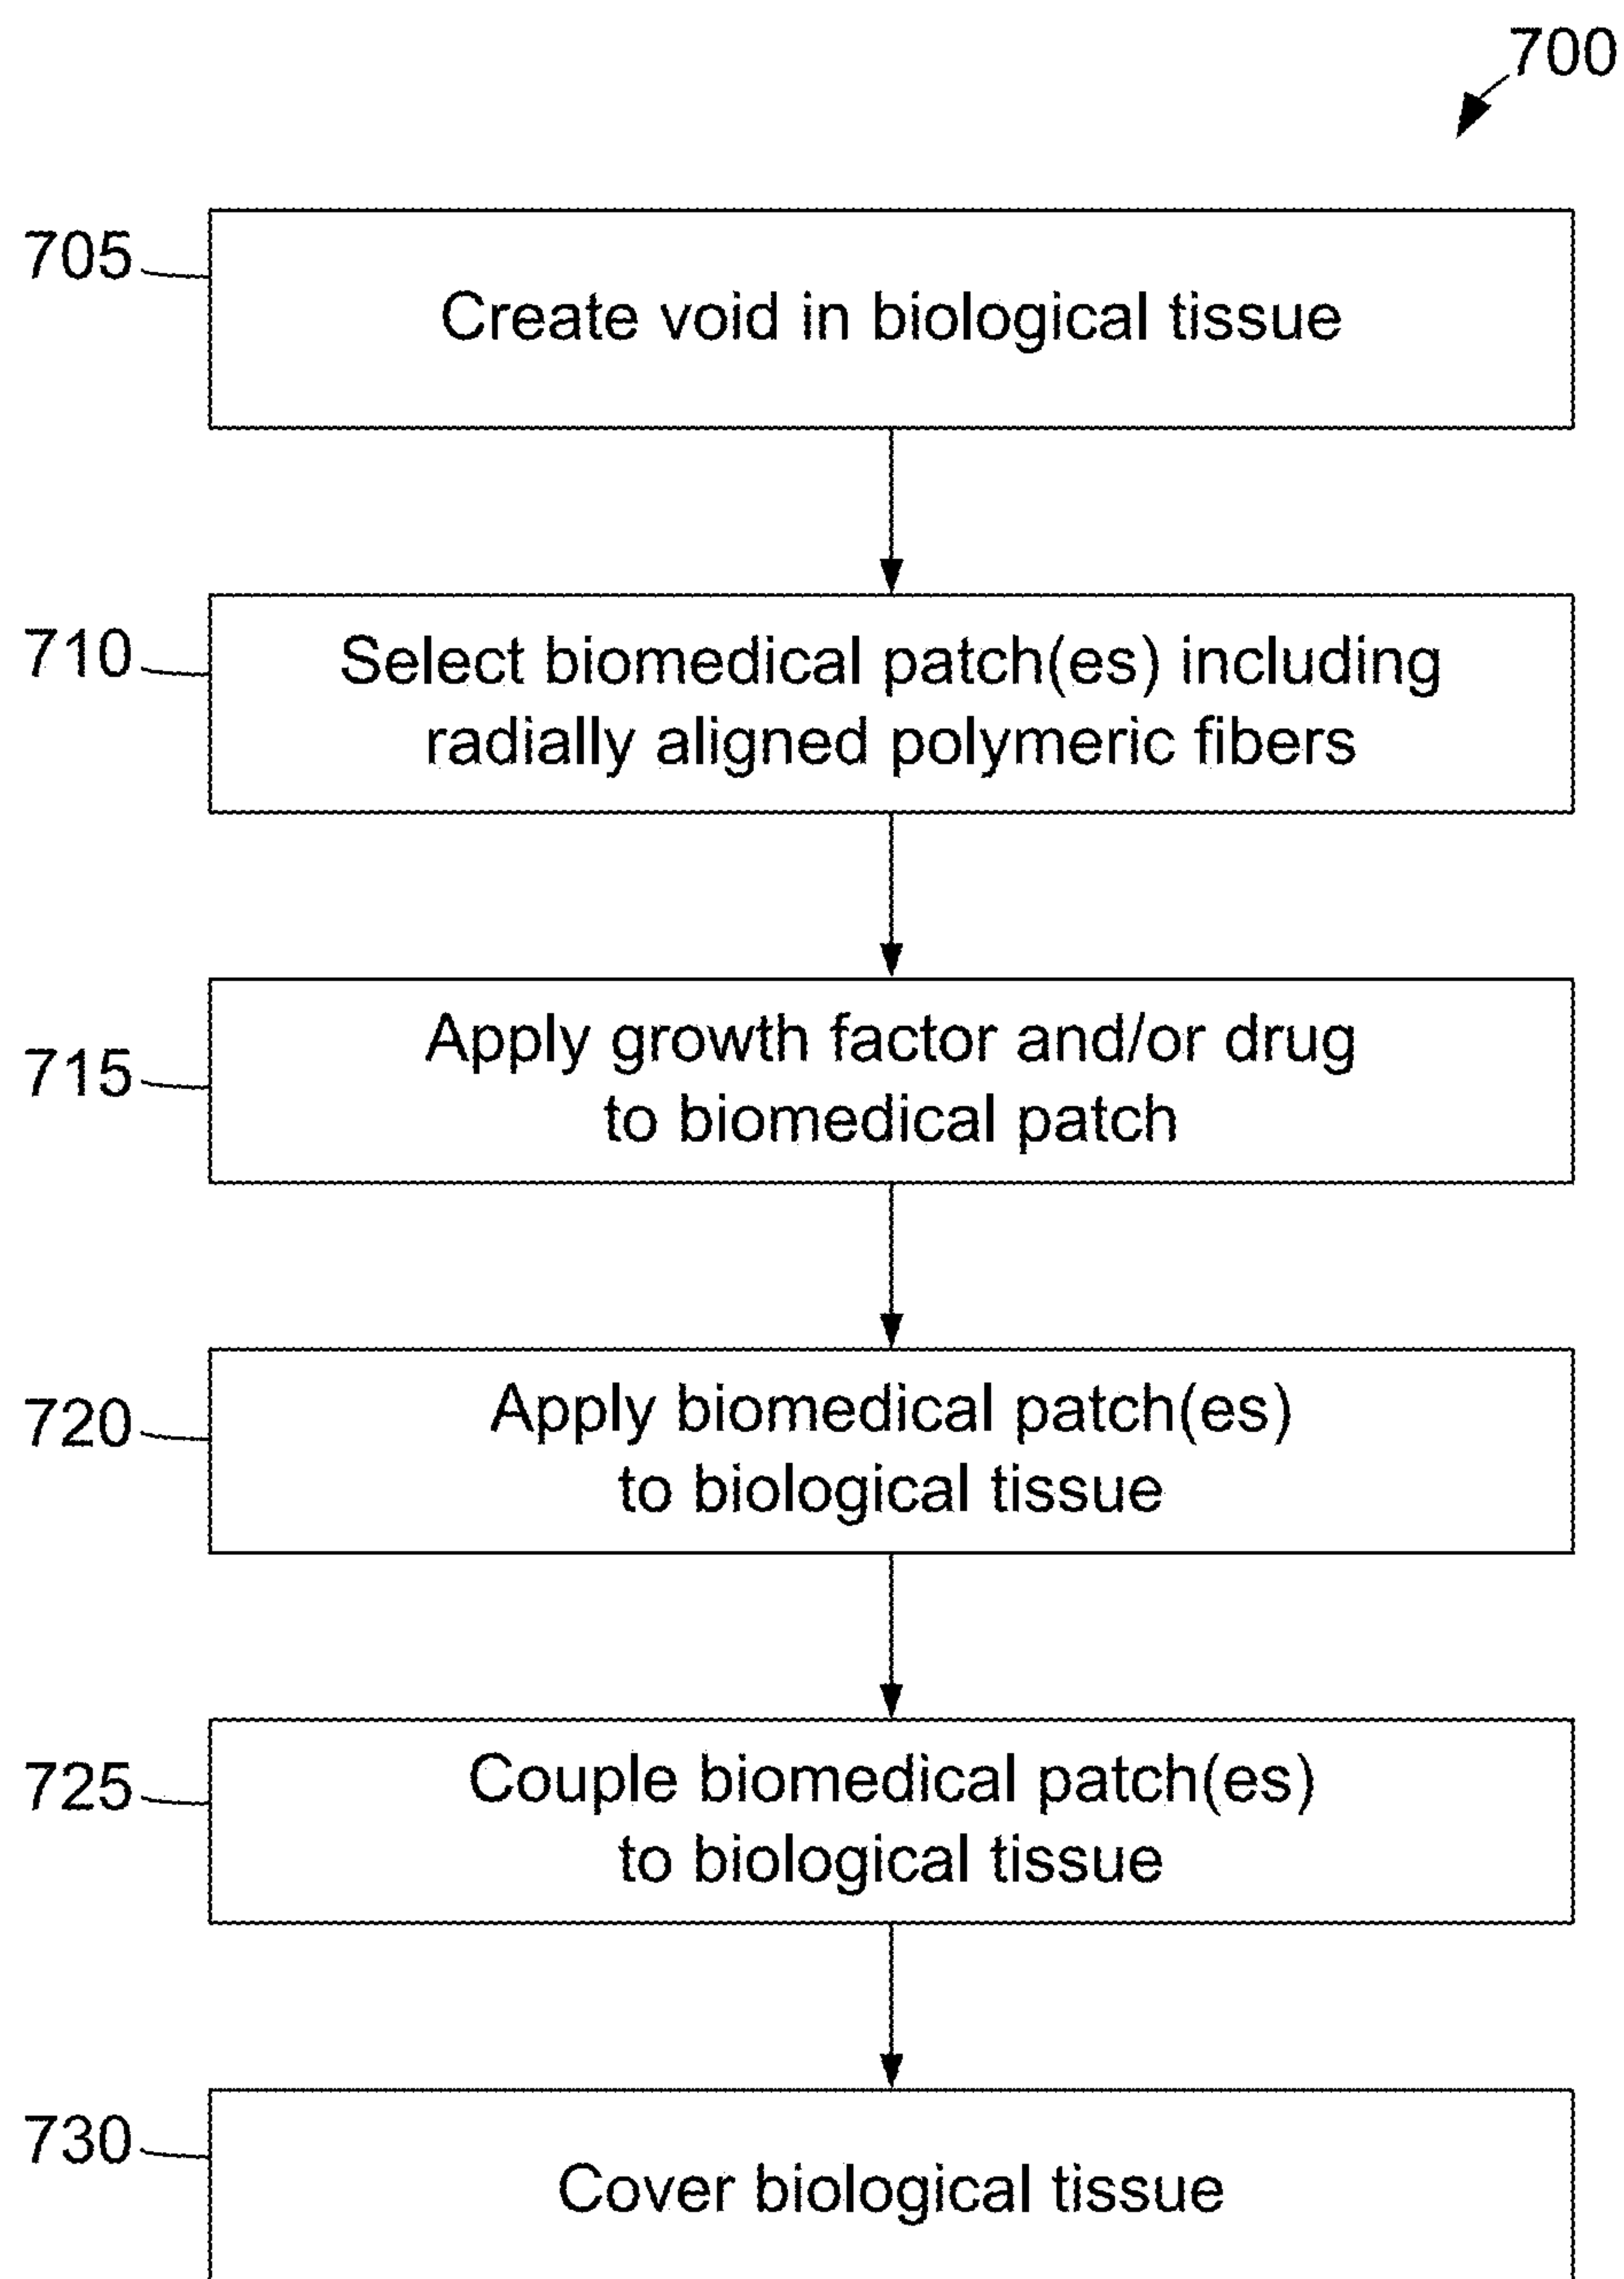 700
705
Create void in biological tissue
710
Select biomedical patch(es) including
radially aligned polymeric fibers
715
Apply growth factor and/or drug
to biomedical patch
720
Apply biomedical patch(es)
to biological tissue
725
Couple biomedical patch(es)
to biological tissue
730
Cover biological tissue